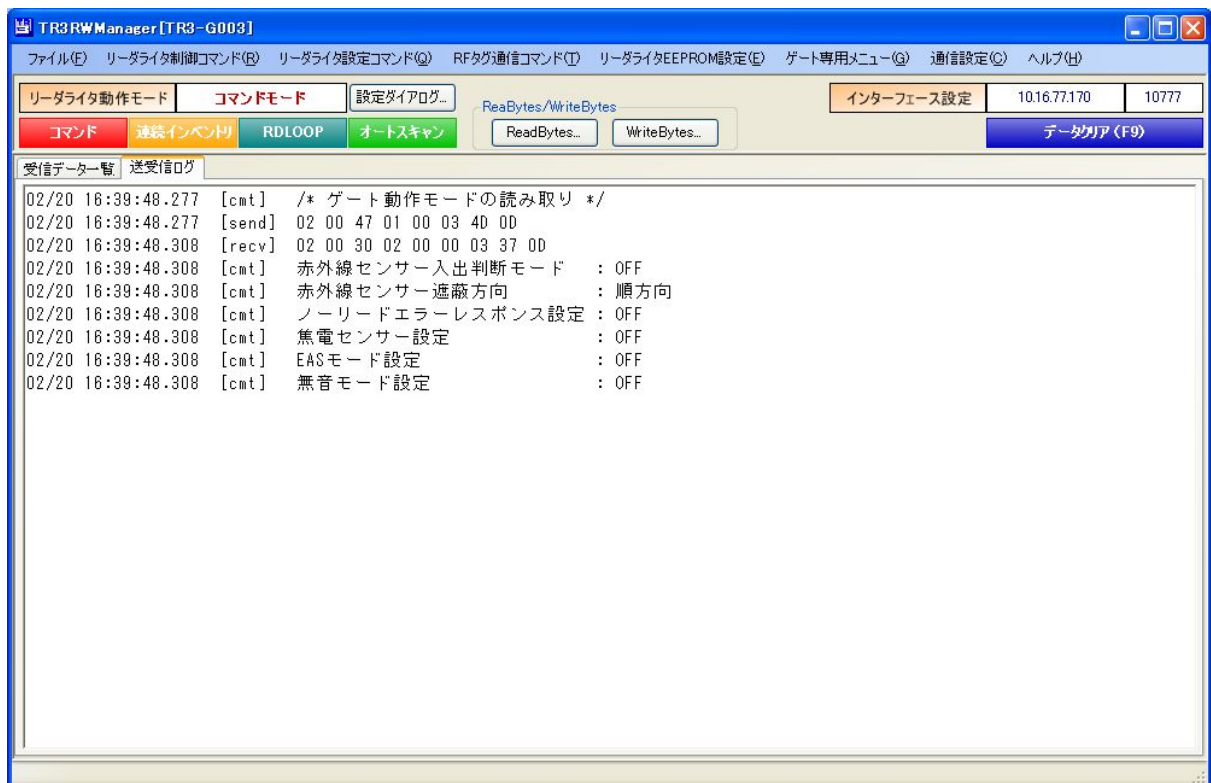 TR3RWManager[TR3-G003]
ファイル(F) リーダライタ制御コマンド(R) リーダライタ設定コマンド(Q) RFタグ通信コマンド(T) リーダライタEEPROM設定(E) ゲート専用メニュー(G) 通信設定(C) ヘルプ(H)
リーダライタ動作モード コマンドモード 設定ダイアログ... ReaBytes/WriteBytes インターフェース設定 10.16.77.170 10777
コマンド 連続インベントリ RDLOOP オートスキャン ReadBytes... WriteBytes... データクリア(F9)
受信データ一覧 送受信ログ
02/20 16:39:48.277 [cmt] /* ゲート動作モードの読み取り */
02/20 16:39:48.277 [send] 02 00 47 01 00 03 4D 0D
02/20 16:39:48.308 [recv] 02 00 30 02 00 00 03 37 0D
02/20 16:39:48.308 [cmt] 赤外線センサー入出判断モード : OFF
02/20 16:39:48.308 [cmt] 赤外線センサー遮蔽方向 : 順方向
02/20 16:39:48.308 [cmt] ノーリードエラーレスポンス設定 : OFF
02/20 16:39:48.308 [cmt] 焦電センサー設定 : OFF
02/20 16:39:48.308 [cmt] EASモード設定 : OFF
02/20 16:39:48.308 [cmt] 無音モード設定 : OFF